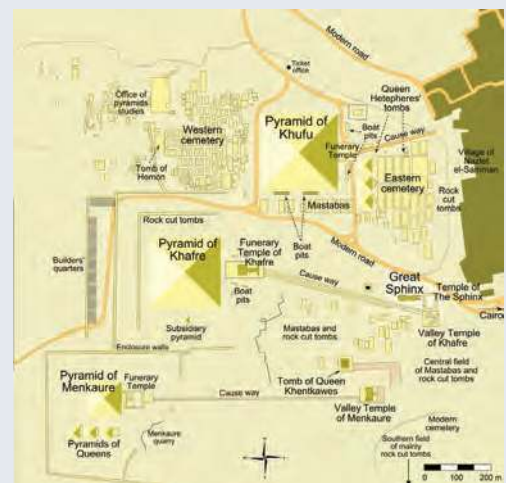 Modern road
Modern road
Ticket
office
Office of
pyramids
studies
Queen
Hetepheres'
tombs
Western
cemetery
Pyramid of
Khufu
Boat
pits
Cause way
Funerary
Temple
Village of
Nazlet
el-Samman
Tomb of
Hemon
Eastern
cemetery
Rock
cut
tombs
Mastabas
Rock cut tombs
Boat
pits
Modern road
Builders'
quarters
Pyramid of
Khafre
Funerary
Temple of
Khafre
Cause way
Great
Sphinx
Temple of
The Sphinx
Cairo
Boat
pits
Subsidiary
pyramid
Mastabas and
rock cut tombs
Valley Temple
of Khafre
Enclosure walls
Central field
of Mastabas and
rock cut tombs
Pyramid of
Menkaure
Funerary
Temple
Tomb of Queen
Khentkawes
Cause way
Valley Temple
of Menkaure
Pyramids of
Queens
Menkaure
quarry
Modern
cemetery
Southern field
of mainly
rock cut tombs
0 100 200 m